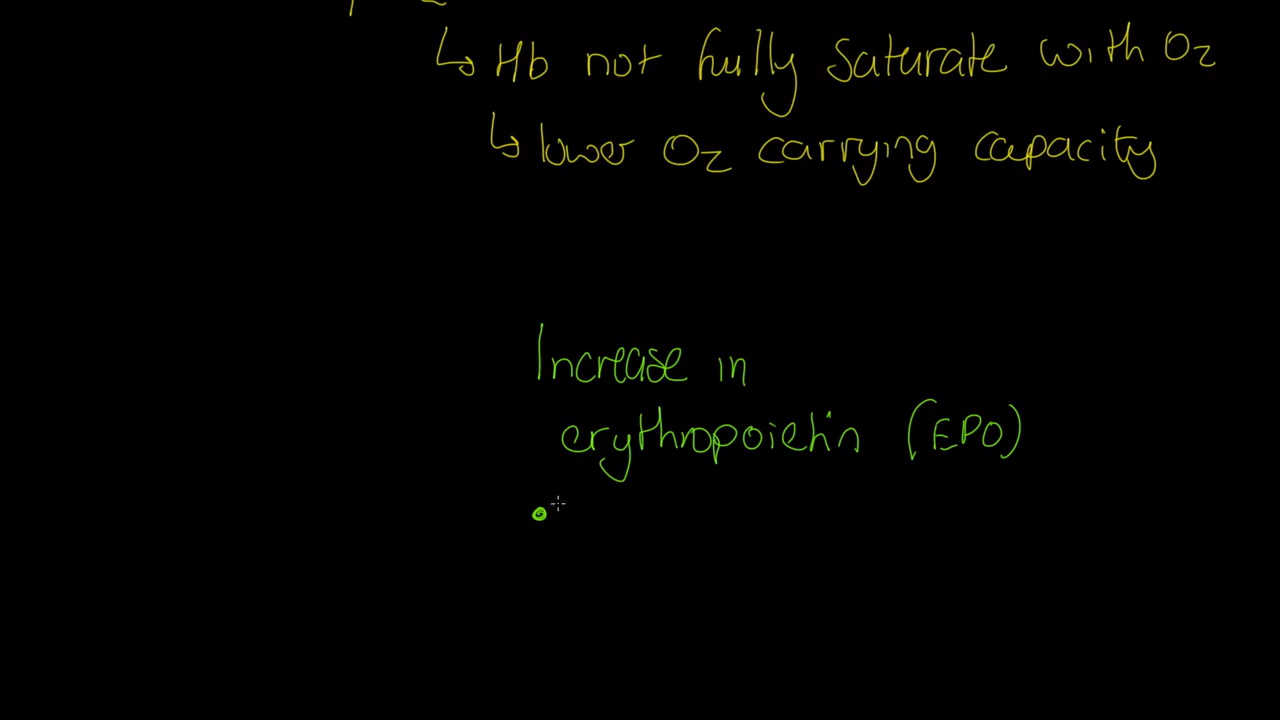 ↳ Hb not fully saturate with O₂
↳ lower O₂ carrying capacity
Increase in
erythropoietin (EPO)